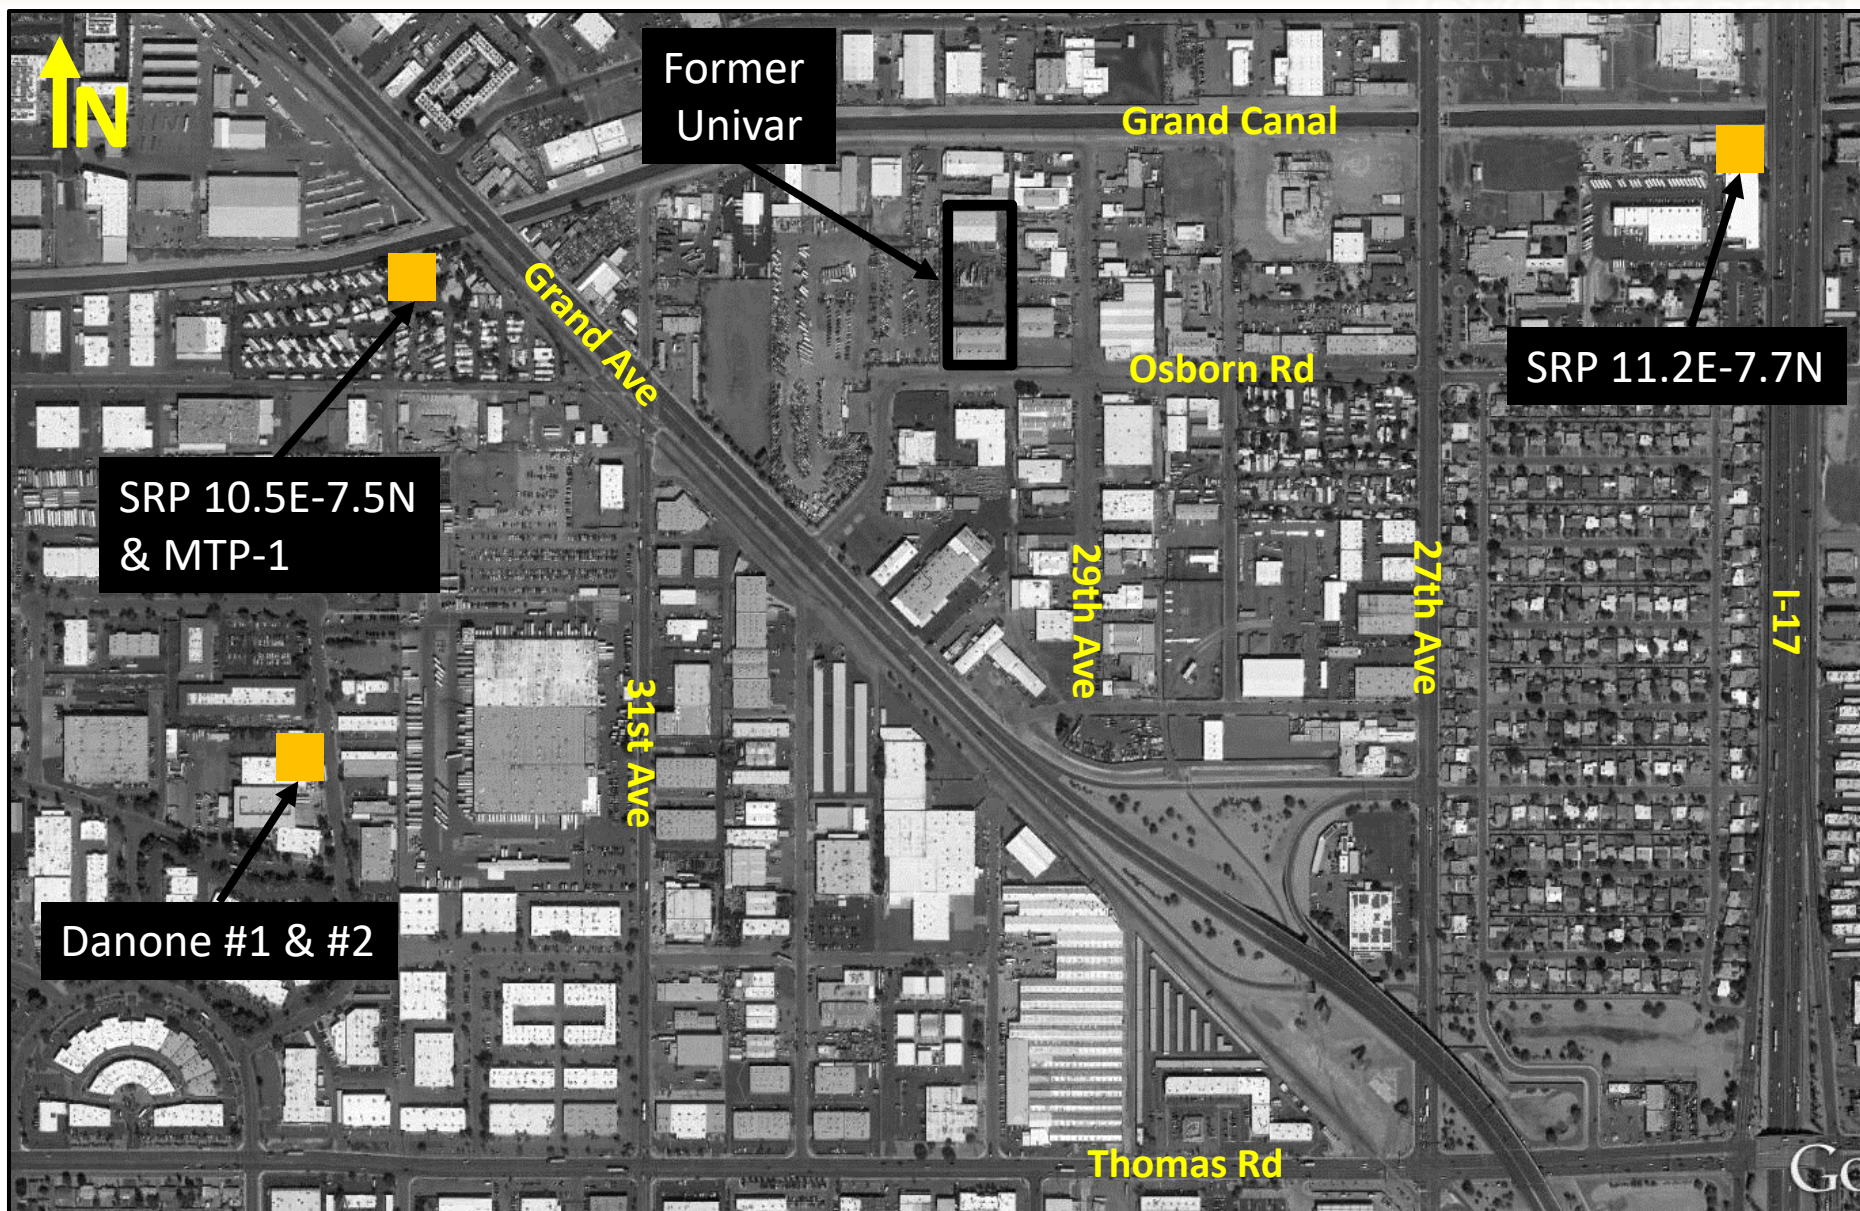 N
Former
Univar
Grand Canal
Grand Ave
Osborn Rd
SRP 11.2E-7.7N
SRP 10.5E-7.5N
& MTP-1
29th Ave
27th Ave
I-17
31st Ave
Danone #1 & #2
Thomas Rd
Go